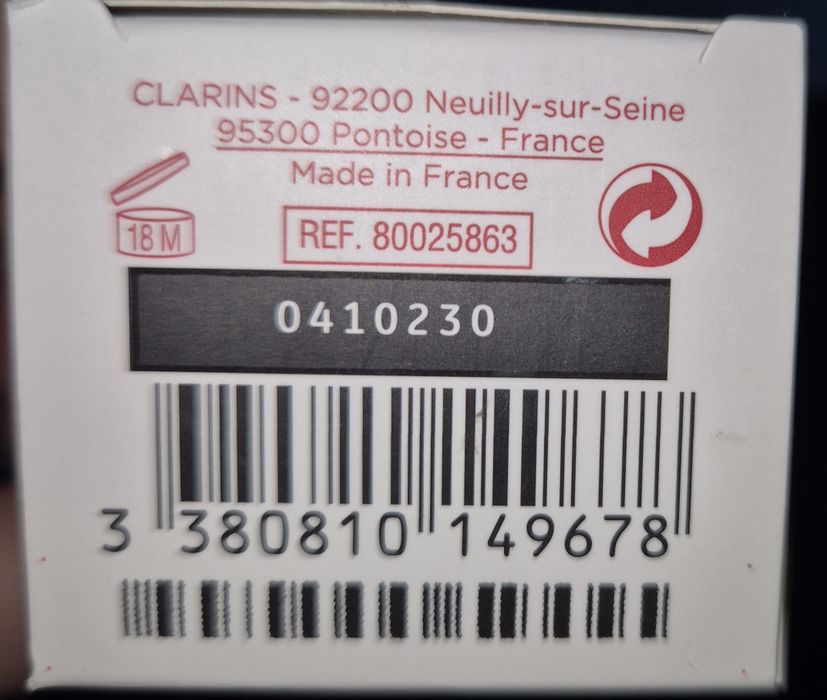 CLARINS - 92200 Neuilly-sur-Seine
95300 Pontoise - France
Made in France
18 M
REF. 80025863
0410230
3 380810 149678